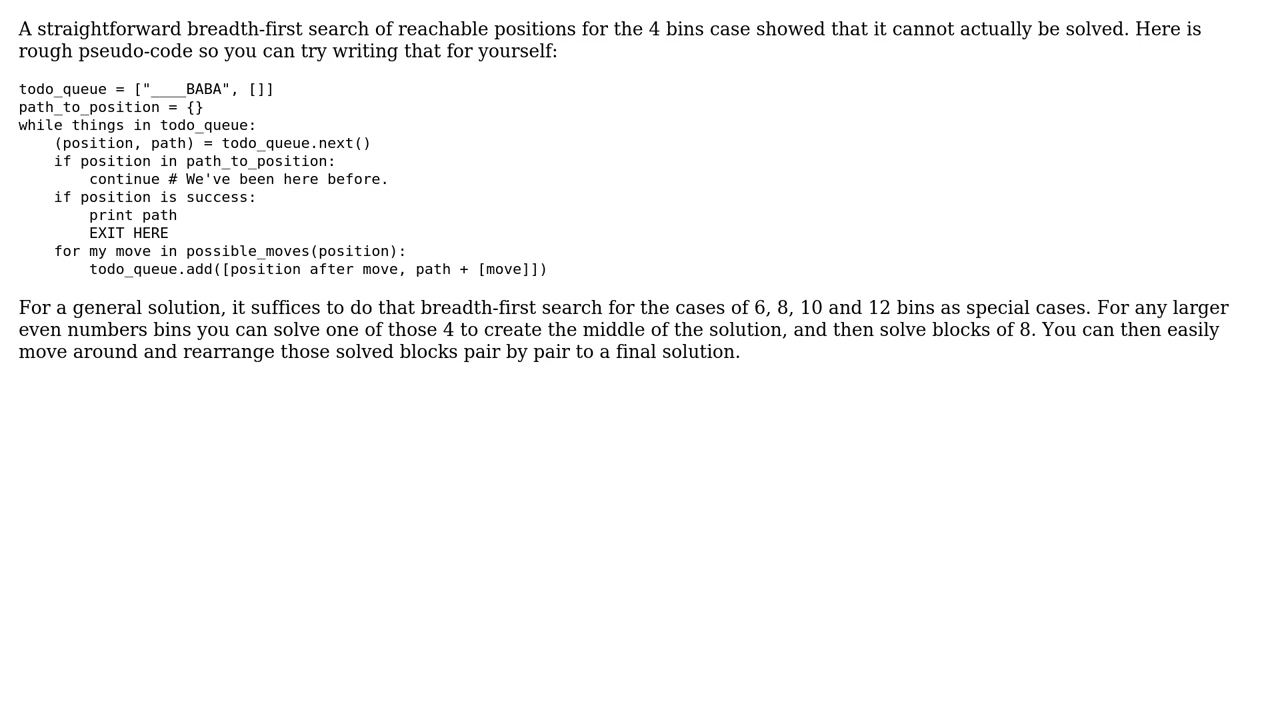 A straightforward breadth-first search of reachable positions for the 4 bins case showed that it cannot actually be solved. Here is
rough pseudo-code so you can try writing that for yourself:
todo_queue = ["____BABA", []]
path_to_position = {}
while things in todo_queue:
    (position, path) = todo_queue.next()
    if position in path_to_position:
        continue # We've been here before.
    if position is success:
        print path
        EXIT HERE
    for my move in possible_moves(position):
        todo_queue.add([position after move, path + [move]])
For a general solution, it suffices to do that breadth-first search for the cases of 6, 8, 10 and 12 bins as special cases. For any larger
even numbers bins you can solve one of those 4 to create the middle of the solution, and then solve blocks of 8. You can then easily
move around and rearrange those solved blocks pair by pair to a final solution.